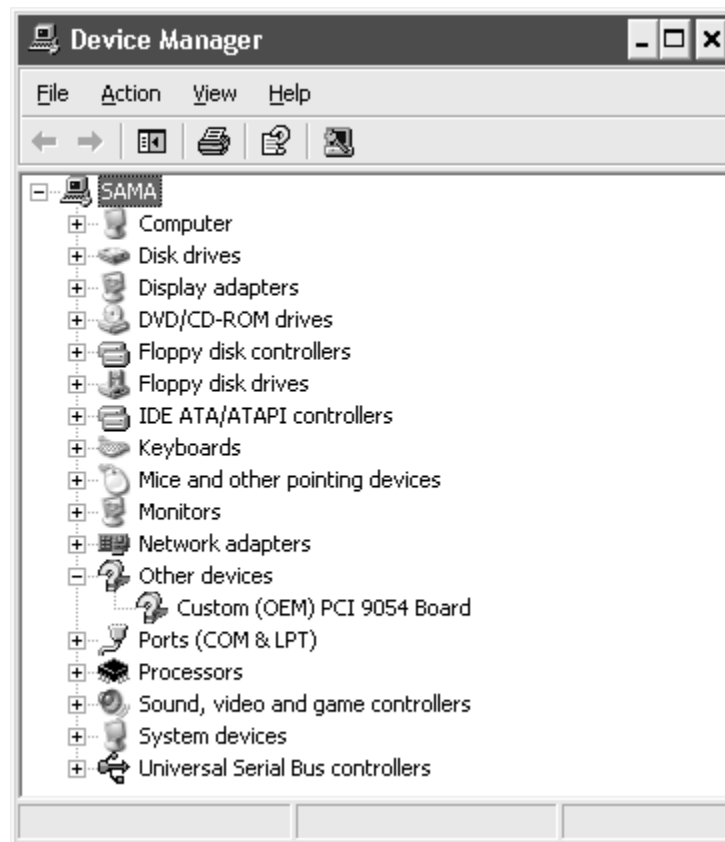 Device Manager
File Action View Help
SAMA
Computer
Disk drives
Display adapters
DVD/CD-ROM drives
Floppy disk controllers
Floppy disk drives
IDE ATA/ATAPI controllers
Keyboards
Mice and other pointing devices
Monitors
Network adapters
Other devices
Custom (OEM) PCI 9054 Board
Ports (COM & LPT)
Processors
Sound, video and game controllers
System devices
Universal Serial Bus controllers